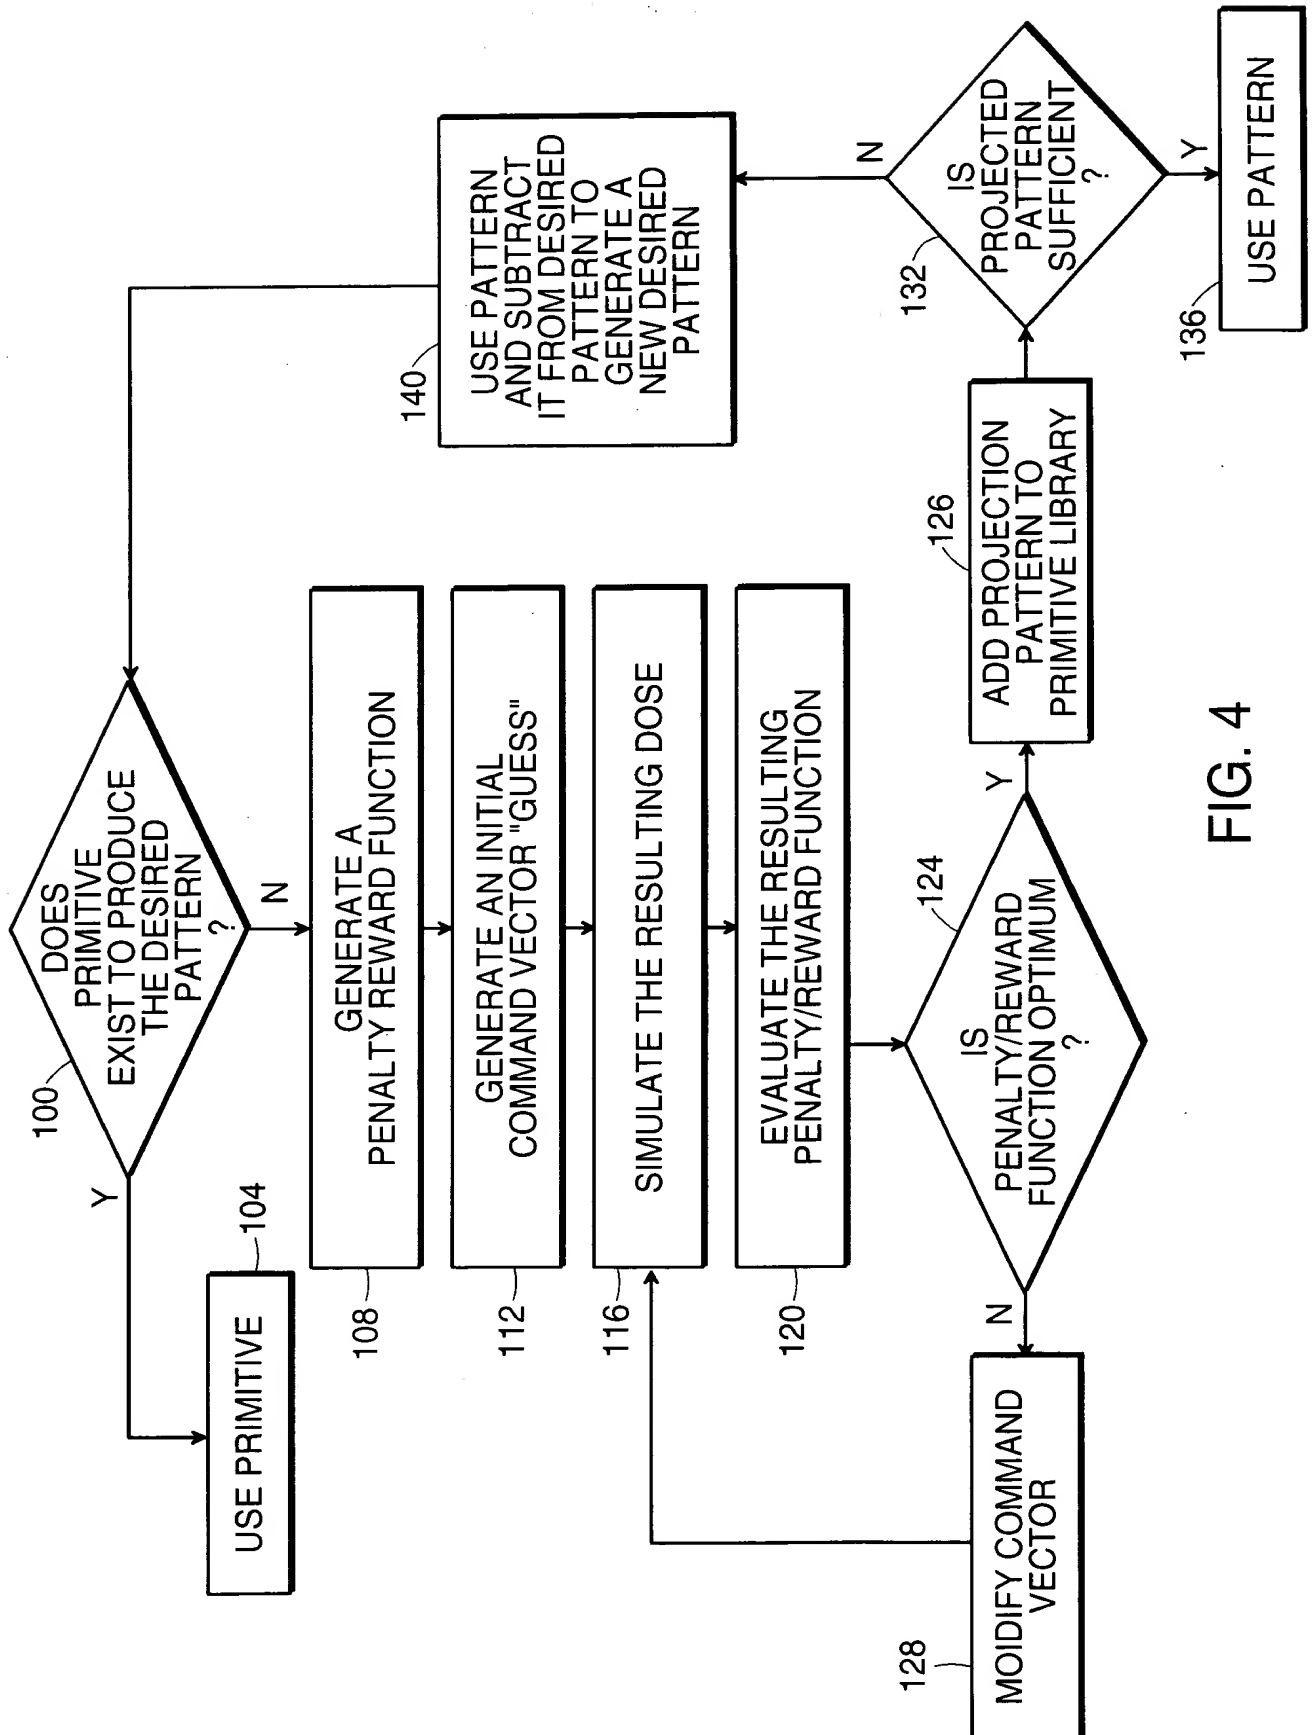 100
DOES
PRIMITIVE
EXIST TO PRODUCE
THE DESIRED
PATTERN
?
Y
N
104
USE PRIMITIVE
108
GENERATE A
PENALTY REWARD FUNCTION
112
GENERATE AN INITIAL
COMMAND VECTOR "GUESS"
116
SIMULATE THE RESULTING DOSE
120
EVALUATE THE RESULTING
PENALTY/REWARD FUNCTION
124
IS
PENALTY/REWARD
FUNCTION OPTIMUM
?
N
Y
128
MOIDIFY COMMAND
VECTOR
126
ADD PROJECTION
PATTERN TO
PRIMITIVE LIBRARY
132
IS
PROJECTED
PATTERN
SUFFICIENT
?
N
Y
140
USE PATTERN
AND SUBTRACT
IT FROM DESIRED
PATTERN TO
GENERATE A
NEW DESIRED
PATTERN
136
USE PATTERN
FIG. 4